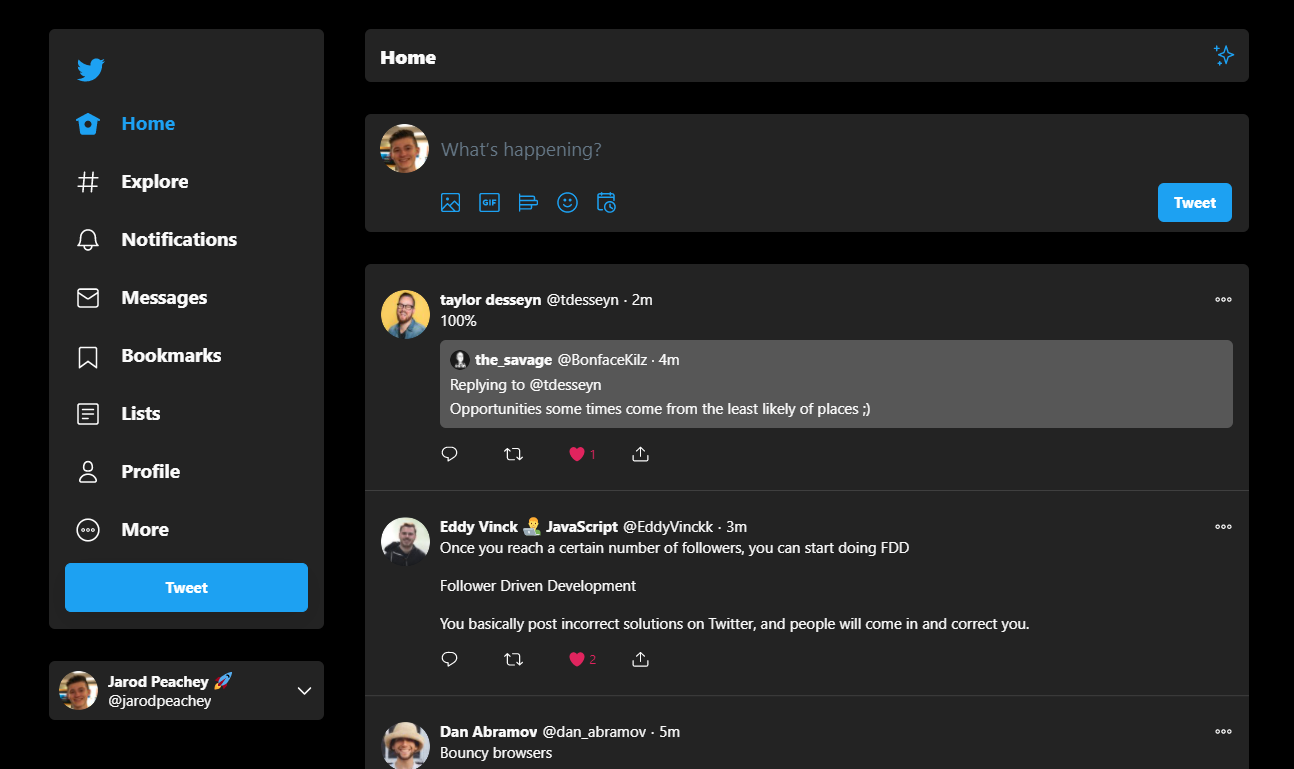 Home
Explore
Notifications
Messages
Bookmarks
Lists
Profile
More
Tweet
Jarod Peachey 🚀
@jarodpeachey
Home
What's happening?
GIF
Tweet
taylor desseyn @tdesseyn · 2m
100%
the_savage @BonfaceKilz · 4m
Replying to @tdesseyn
Opportunities some times come from the least likely of places ;)
1
Eddy Vinck 👨‍💻 JavaScript @EddyVinckk · 3m
Once you reach a certain number of followers, you can start doing FDD
Follower Driven Development
You basically post incorrect solutions on Twitter, and people will come in and correct you.
2
Dan Abramov @dan_abramov · 5m
Bouncy browsers